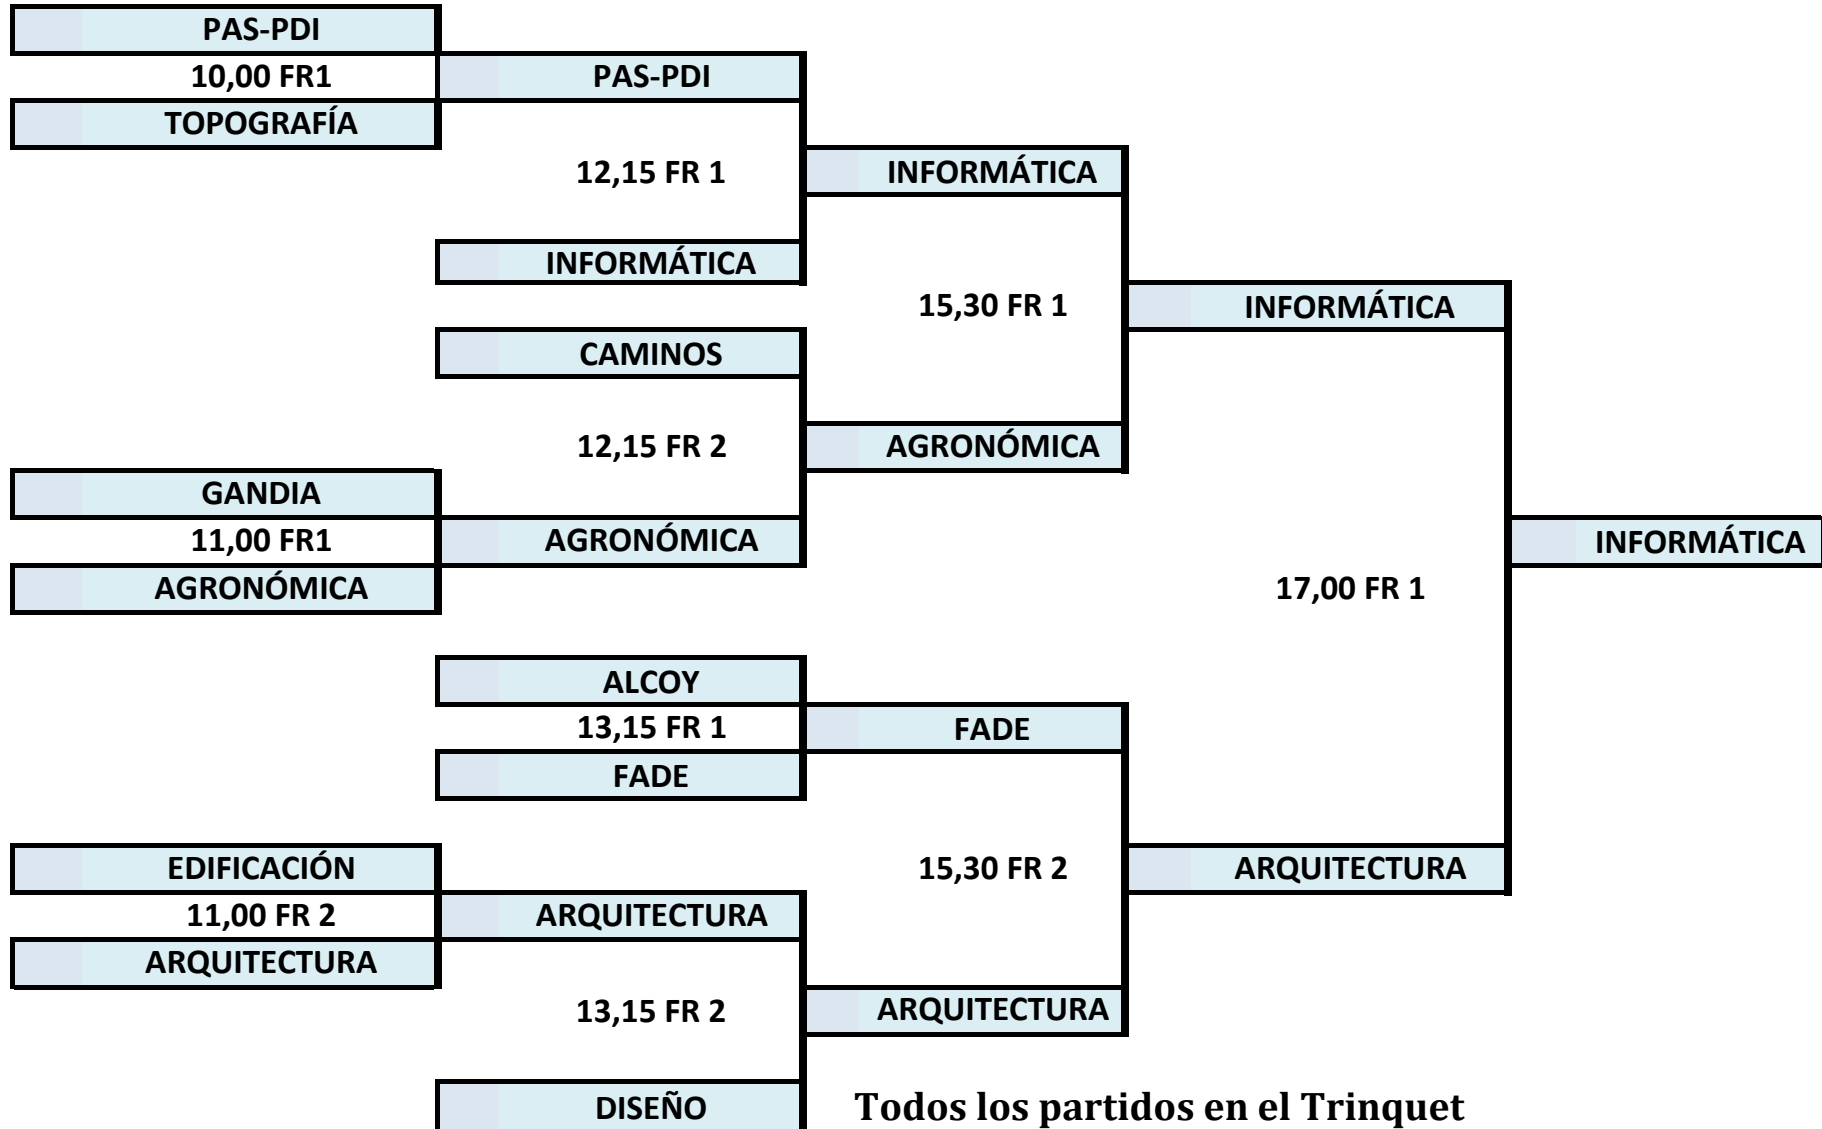 PAS-PDI
10,00 FR1
PAS-PDI
TOPOGRAFÍA
12,15 FR 1
INFORMÁTICA
INFORMÁTICA
15,30 FR 1
INFORMÁTICA
CAMINOS
12,15 FR 2
AGRONÓMICA
GANDIA
11,00 FR1
AGRONÓMICA
INFORMÁTICA
AGRONÓMICA
17,00 FR 1
ALCOY
13,15 FR 1
FADE
FADE
EDIFICACIÓN
15,30 FR 2
ARQUITECTURA
11,00 FR 2
ARQUITECTURA
ARQUITECTURA
13,15 FR 2
ARQUITECTURA
DISEÑO
Todos los partidos en el Trinquet